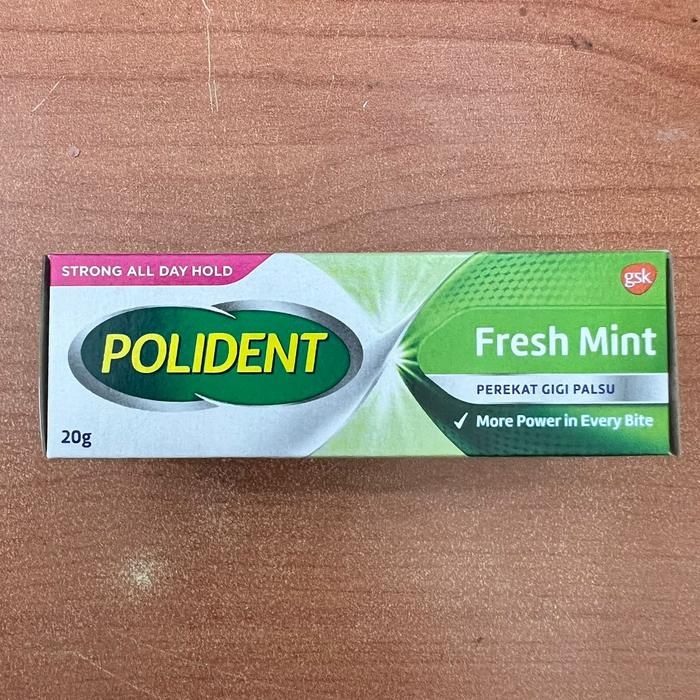 STRONG ALL DAY HOLD
gsk
POLIDENT
Fresh Mint
PEREKAT GIGI PALSU
More Power in Every Bite
20g